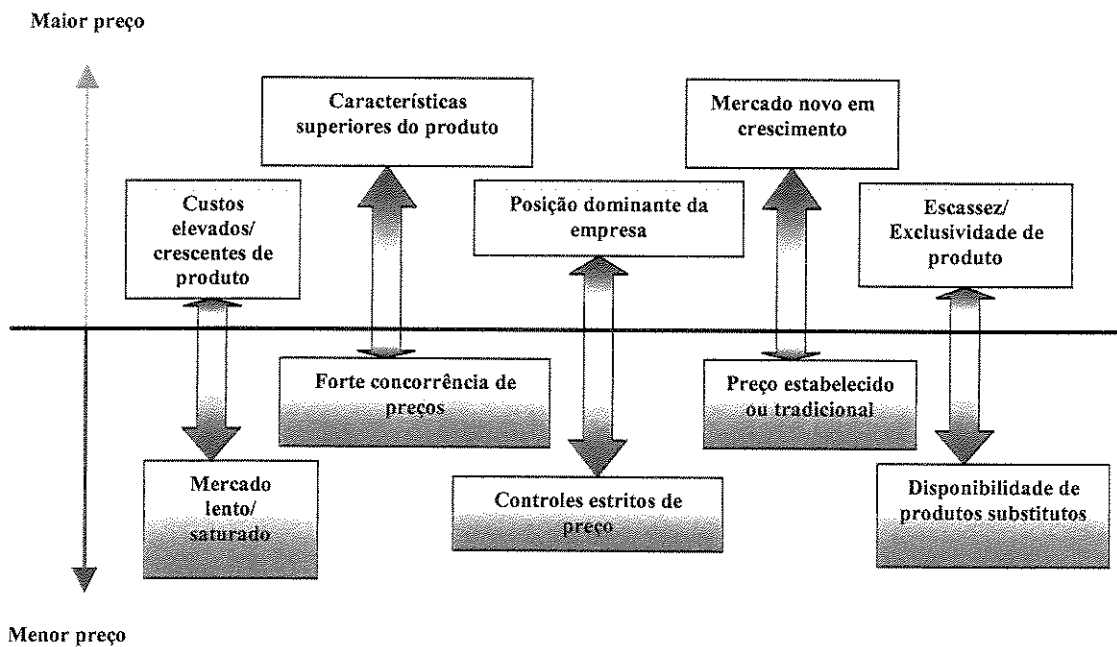 Maior preço
Características
superiores do produto
Mercado novo em
crescimento
Custos
elevados/
crescentes de
produto
Posição dominante da
empresa
Escassez/
Exclusividade de
produto
Forte concorrência de
preços
Preço estabelecido
ou tradicional
Mercado
lento/
saturado
Controles estritos de
preço
Disponibilidade de
produtos substitutos
Menor preço